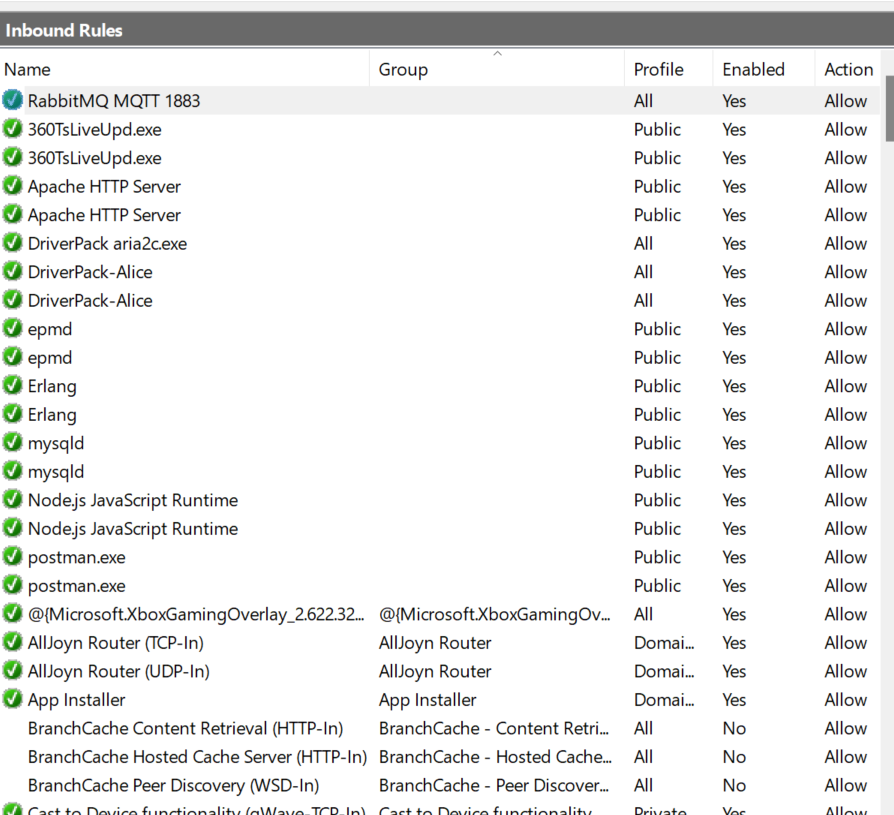 Inbound Rules
Name Group Profile Enabled Action
RabbitMQ MQTT 1883 All Yes Allow
360TsLiveUpd.exe Public Yes Allow
360TsLiveUpd.exe Public Yes Allow
Apache HTTP Server Public Yes Allow
Apache HTTP Server Public Yes Allow
DriverPack aria2c.exe All Yes Allow
DriverPack-Alice All Yes Allow
DriverPack-Alice All Yes Allow
epmd Public Yes Allow
epmd Public Yes Allow
Erlang Public Yes Allow
Erlang Public Yes Allow
mysqld Public Yes Allow
mysqld Public Yes Allow
Node.js JavaScript Runtime Public Yes Allow
Node.js JavaScript Runtime Public Yes Allow
postman.exe Public Yes Allow
postman.exe Public Yes Allow
@{Microsoft.XboxGamingOverlay_2.622.32... @{Microsoft.XboxGamingOv... All Yes Allow
AllJoyn Router (TCP-In) AllJoyn Router Domai... Yes Allow
AllJoyn Router (UDP-In) AllJoyn Router Domai... Yes Allow
App Installer App Installer Domai... Yes Allow
BranchCache Content Retrieval (HTTP-In) BranchCache - Content Retri... All No Allow
BranchCache Hosted Cache Server (HTTP-In) BranchCache - Hosted Cache... All No Allow
BranchCache Peer Discovery (WSD-In) BranchCache - Peer Discover... All No Allow
Cast to Device functionality (qWave-TCP-In) Cast to Device functionality Private Yes Allow